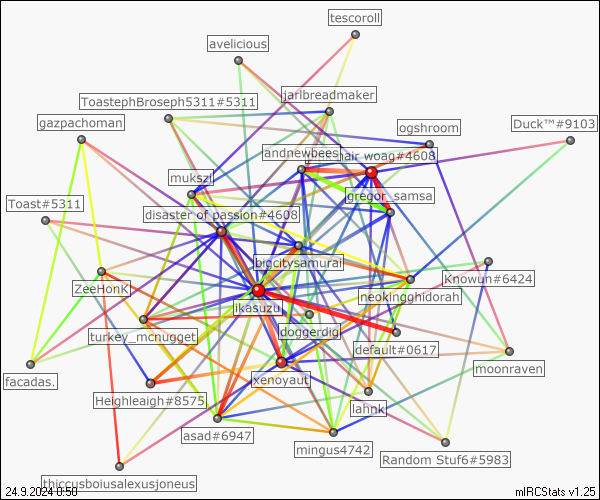 tescoroll
avelicious
jarlbreadmaker
ToastephBroseph5311#5311
gazpachoman
ogshroom
Duck™#9103
andnewbees
hair woag#4608
mukszi
gregor_samsa
Toast#5311
disaster of passion#4608
bigcitysamurai
Knowun#6424
ZeeHonk
neokingghidorah
ikasuzu
doggerdig
turkey_mcnugget
default#0617
moonraven
facadas.
xenoyaut
Heighleaigh#8575
lahnk
asad#6947
mingus4742
Random Stuf6#5983
thiccusboiusalexusjoneus
24.9.2024 0:50
mIRCStats v1.25